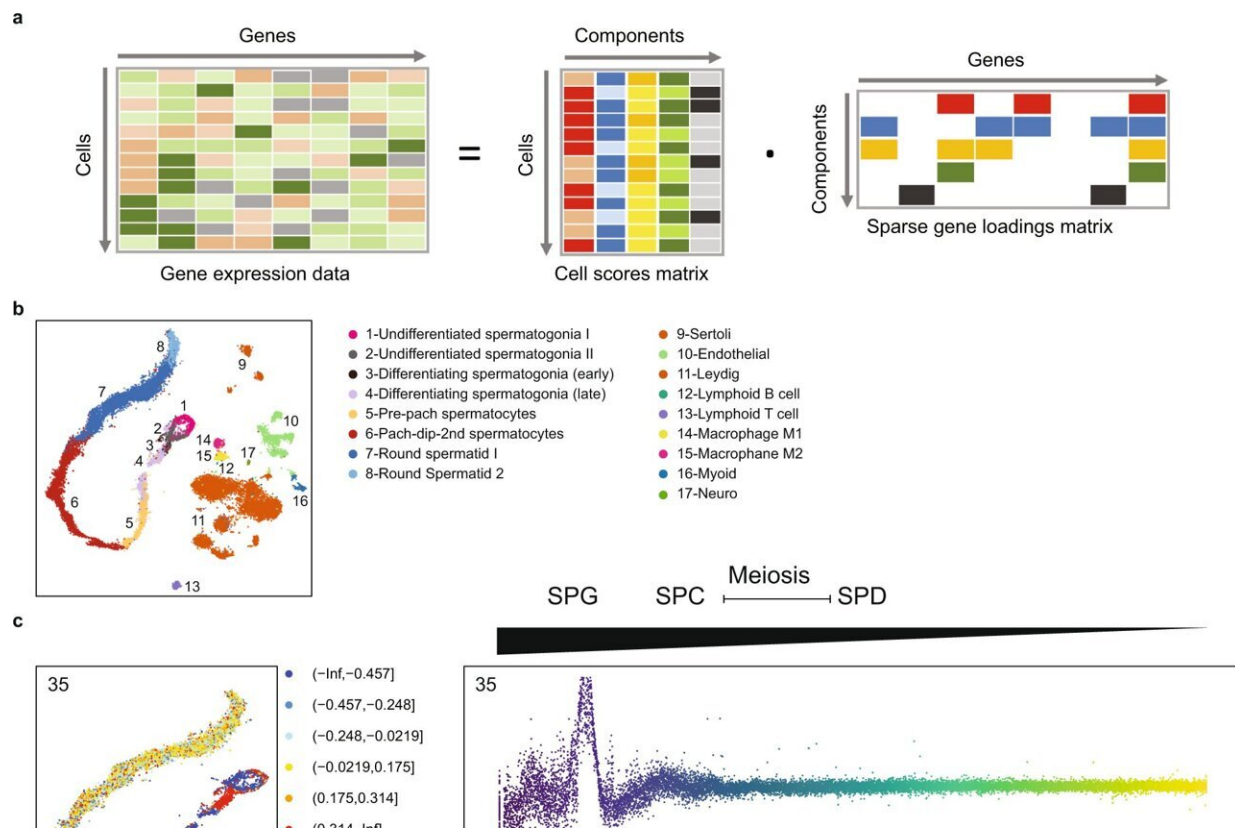 a
Genes
Components
Genes
Cells
=
Cells
·
Components
Gene expression data
Cell scores matrix
Sparse gene loadings matrix
b
1-Undifferentiated spermatogonia I
2-Undifferentiated spermatogonia II
3-Differentiating spermatogonia (early)
4-Differentiating spermatogonia (late)
5-Pre-pach spermatocytes
6-Pach-dip-2nd spermatocytes
7-Round spermatid I
8-Round Spermatid 2
9-Sertoli
10-Endothelial
11-Leydig
12-Lymphoid B cell
13-Lymphoid T cell
14-Macrophage M1
15-Macrophane M2
16-Myoid
17-Neuro
8
9
7
1
2
3
4
14
15
17
10
12
16
6
5
11
13
Meiosis
SPG
SPC
SPD
c
35
(−Inf,−0.457]
(−0.457,−0.248]
(−0.248,−0.0219]
(−0.0219,0.175]
(0.175,0.314]
(0.314, Inf]
35